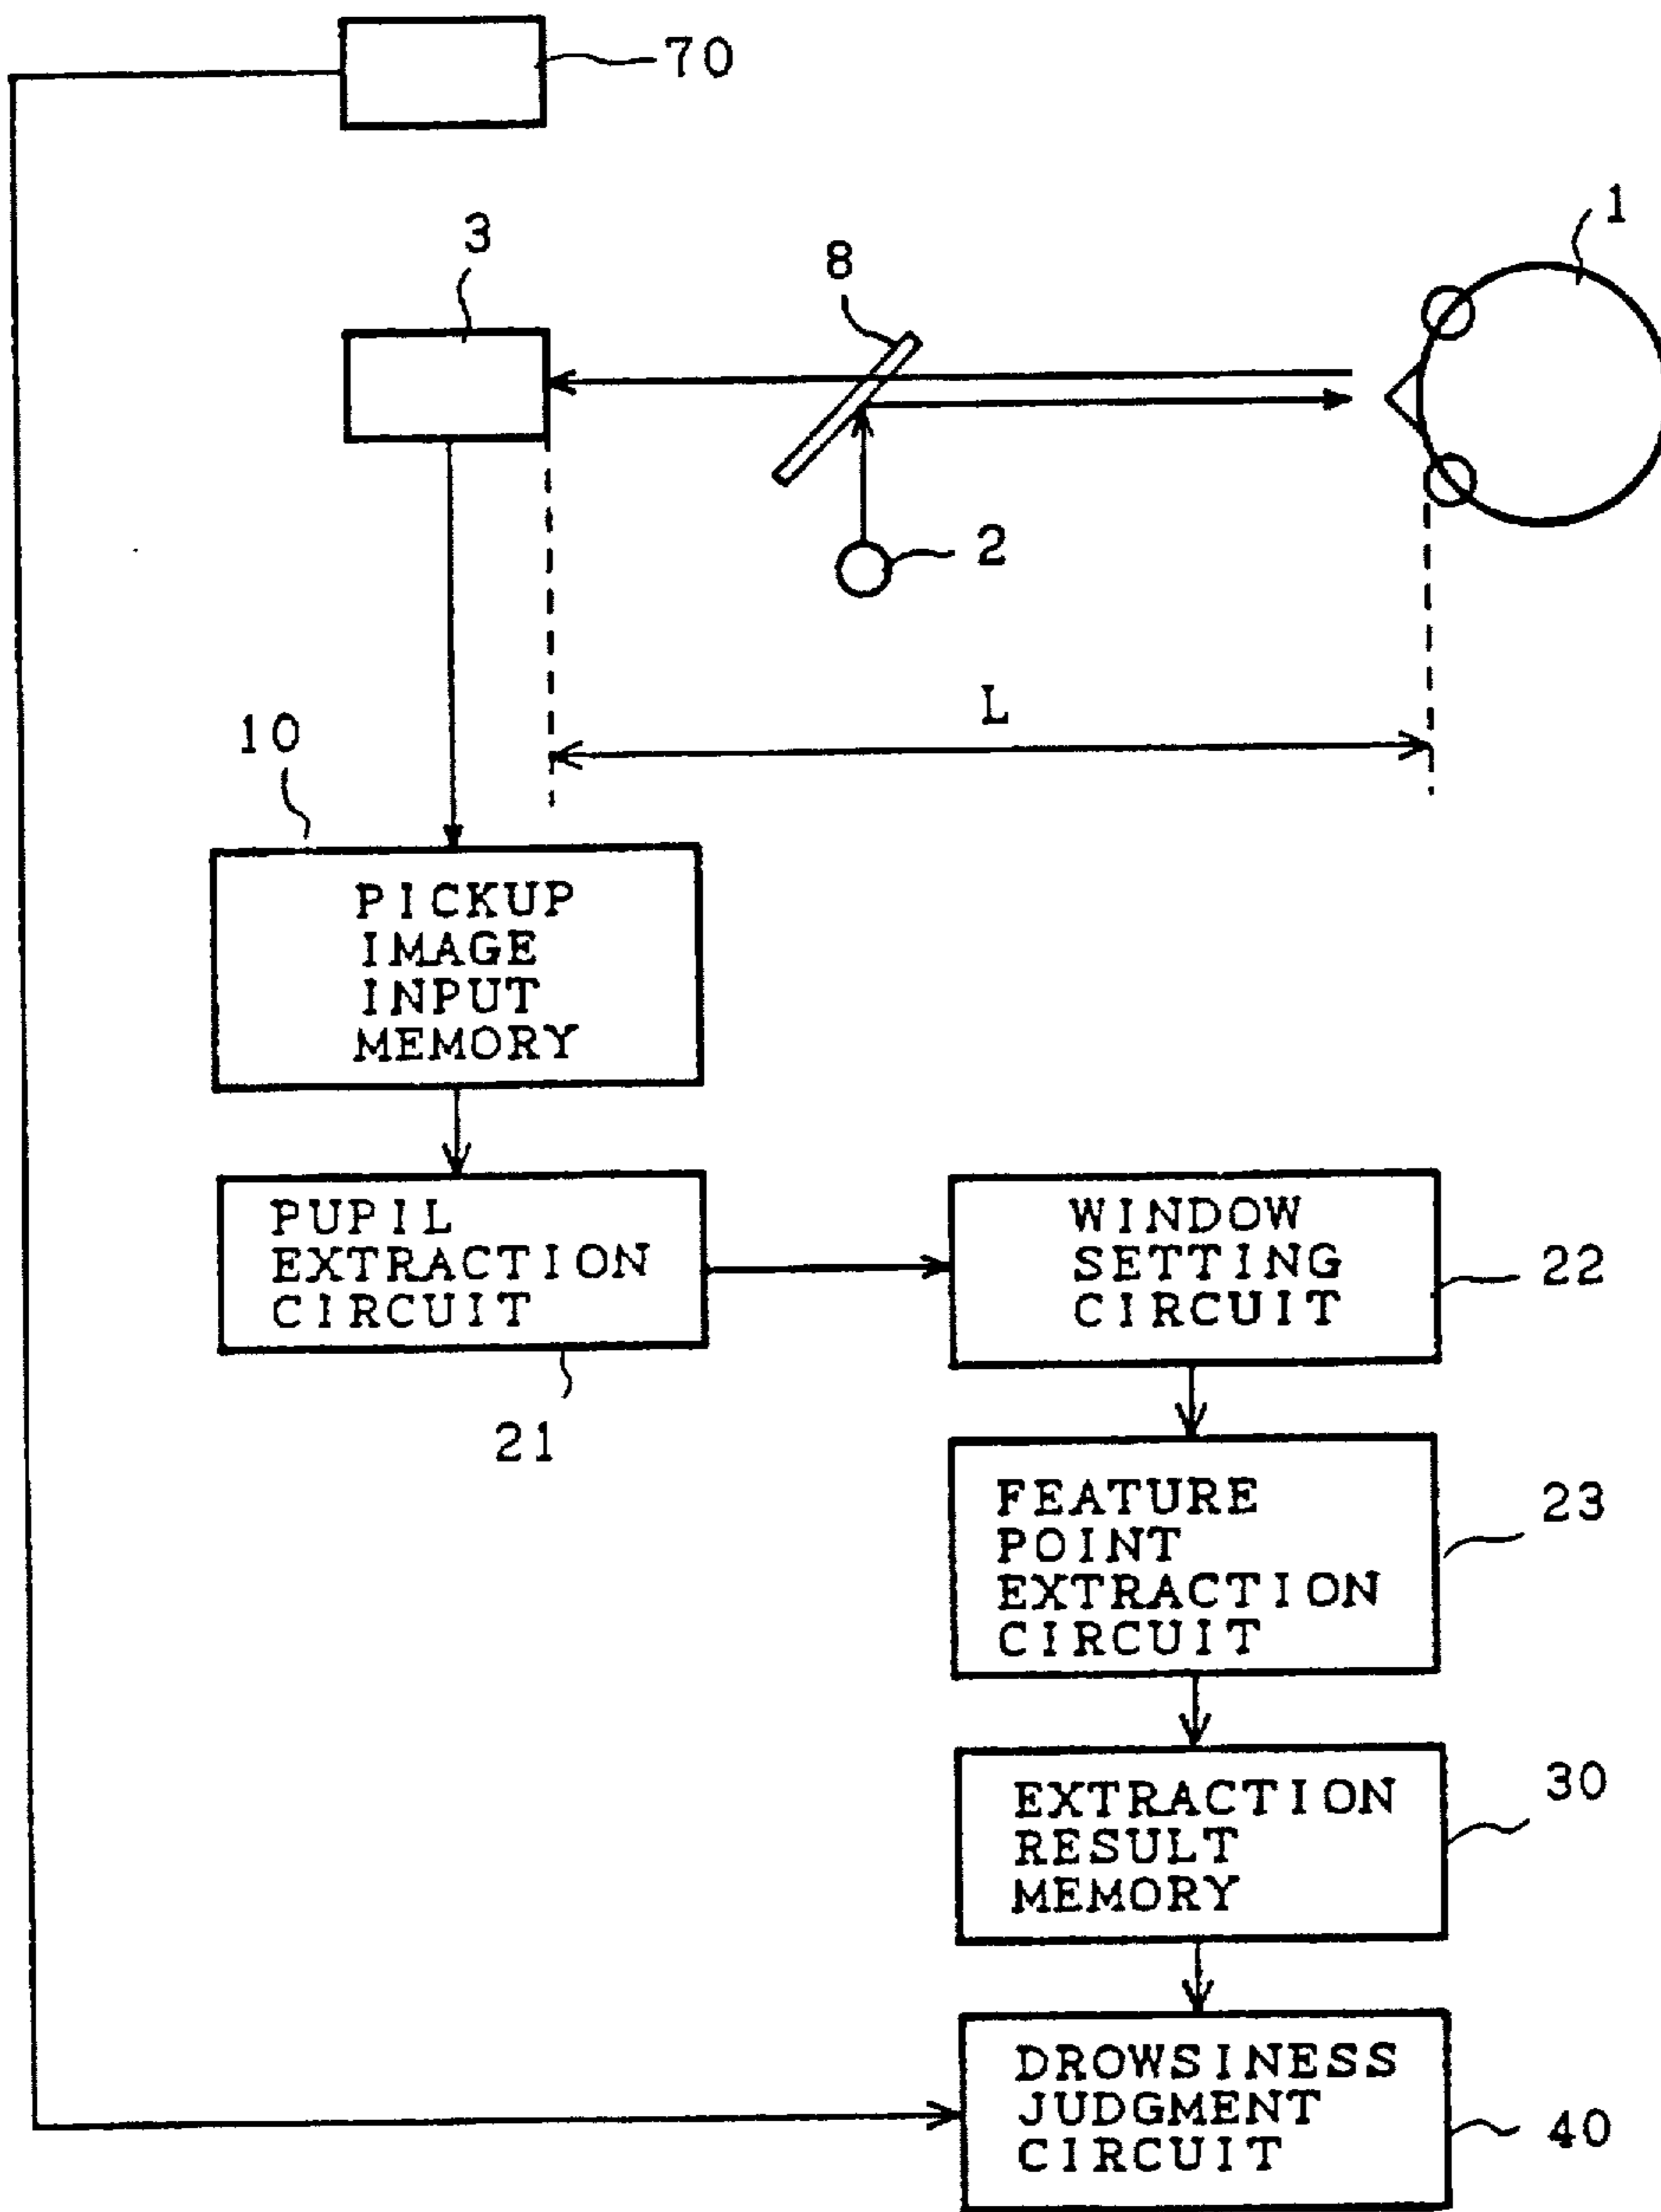 70
3
8
1
2
L
10
PICKUP
IMAGE
INPUT
MEMORY
PUPIL
EXTRACTION
CIRCUIT
21
WINDOW
SETTING
CIRCUIT
22
FEATURE
POINT
EXTRACTION
CIRCUIT
23
EXTRACTION
RESULT
MEMORY
30
DROWSINESS
JUDGMENT
CIRCUIT
40